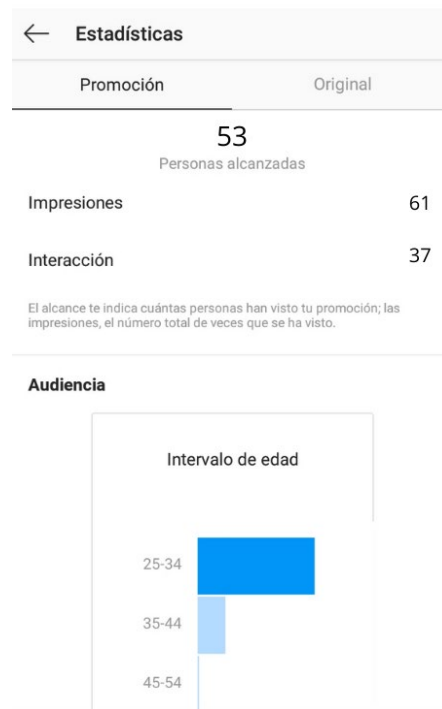 Estadísticas
Promoción Original
53
Personas alcanzadas
Impresiones 61
Interacción 37
El alcance te indica cuántas personas han visto tu promoción; las
impresiones, el número total de veces que se ha visto.
Audiencia
Intervalo de edad
25-34
35-44
45-54